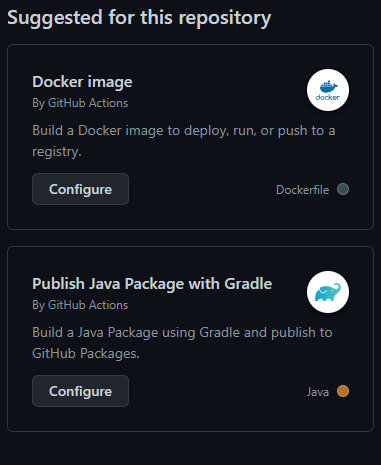 Suggested for this repository
Docker image
By GitHub Actions
docker
Build a Docker image to deploy, run, or push to a
registry.
Configure
Dockerfile
Publish Java Package with Gradle
By GitHub Actions
Build a Java Package using Gradle and publish to
GitHub Packages.
Configure
Java